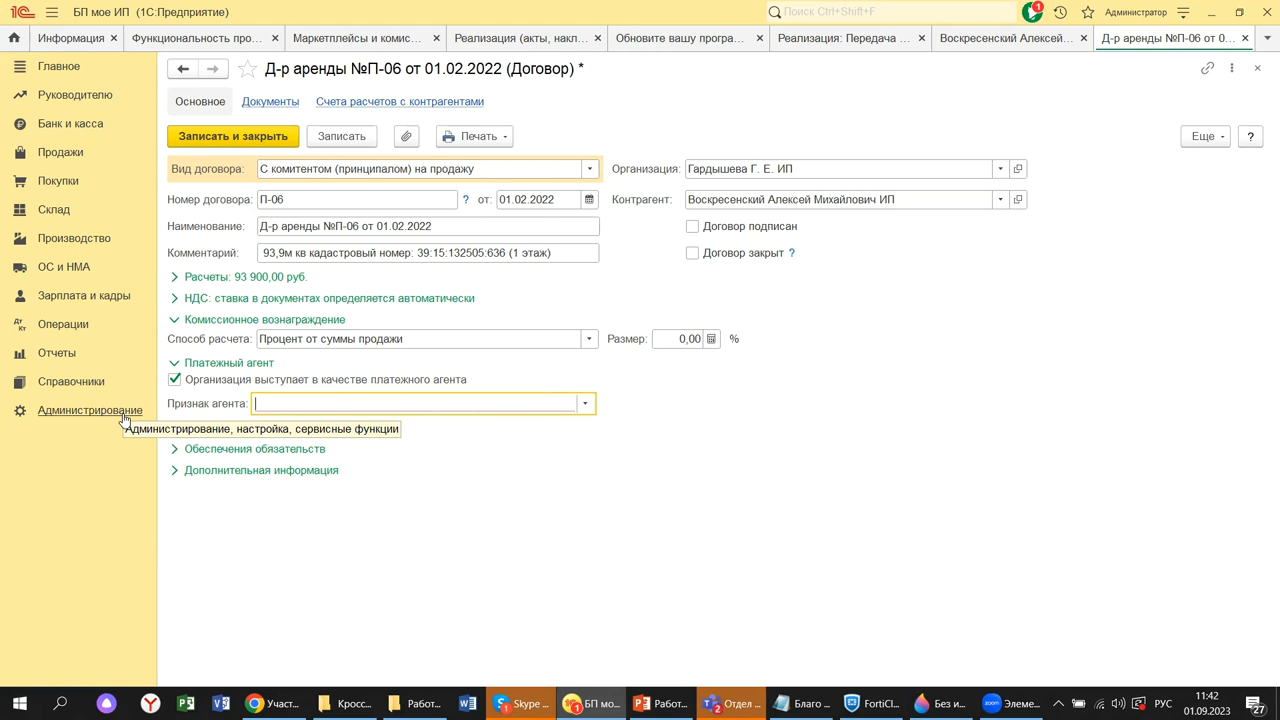 БП мое ИП (1С:Предприятие)
Поиск Ctrl+Shift+F
1
Администратор
Информация ×
Функциональность про... ×
Маркетплейсы и комис... ×
Реализация (акты, накл... ×
Обновите вашу програ... ×
Реализация: Передача ... ×
Воскресенский Алексей... ×
Д-р аренды №П-06 от 0... ×
Главное
Руководителю
Банк и касса
Продажи
Покупки
Склад
Производство
ОС и НМА
Зарплата и кадры
Операции
Отчеты
Справочники
Администрирование
Д-р аренды №П-06 от 01.02.2022 (Договор) *
Основное Документы Счета расчетов с контрагентами
Записать и закрыть Записать Печать Еще ?
Вид договора: С комитентом (принципалом) на продажу Организация: Гардышева Г. Е. ИП
Номер договора: П-06 ? от: 01.02.2022 Контрагент: Воскресенский Алексей Михайлович ИП
Наименование: Д-р аренды №П-06 от 01.02.2022 Договор подписан
Комментарий: 93,9м кв кадастровый номер: 39:15:132505:636 (1 этаж) Договор закрыт ?
Расчеты: 93 900,00 руб.
НДС: ставка в документах определяется автоматически
Комиссионное вознаграждение
Способ расчета: Процент от суммы продажи Размер: 0,00 %
Платежный агент
Организация выступает в качестве платежного агента
Признак агента:
Администрирование, настройка, сервисные функции
Обеспечения обязательств
Дополнительная информация
Участ... Кросс... Работ... Skype ... БП мо... Работ... Отдел ... Благо ... FortiCl... Без и... Элеме...
РУС
11:42
01.09.2023
27